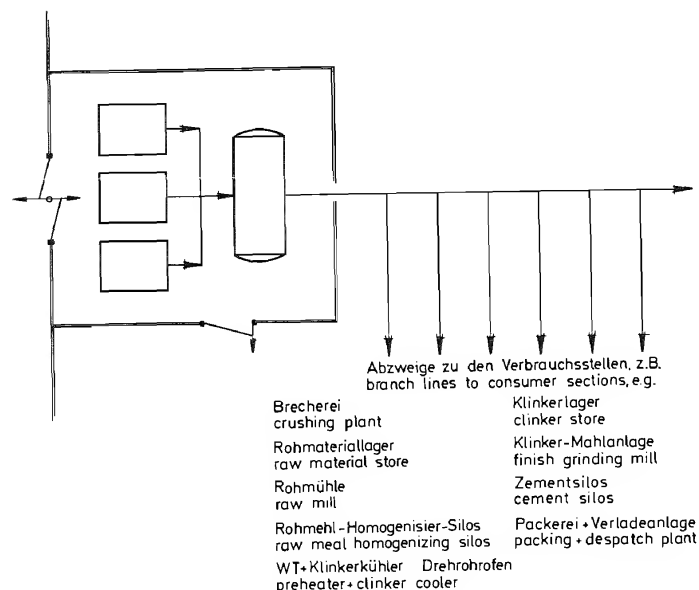 Abzweige zu den Verbrauchsstellen, z.B.
branch lines to consumer sections, e.g.
Brecherei
crushing plant
Rohmateriallager
raw material store
Rohmühle
raw mill
Rohmehl-Homogenisier-Silos
raw meal homogenizing silos
WT+Klinkerkühler Drehrohrofen
preheater+clinker cooler
Klinkerlager
clinker store
Klinker-Mahlanlage
finish grinding mill
Zementsilos
cement silos
Packerei+Verladeanlage
packing+despatch plant